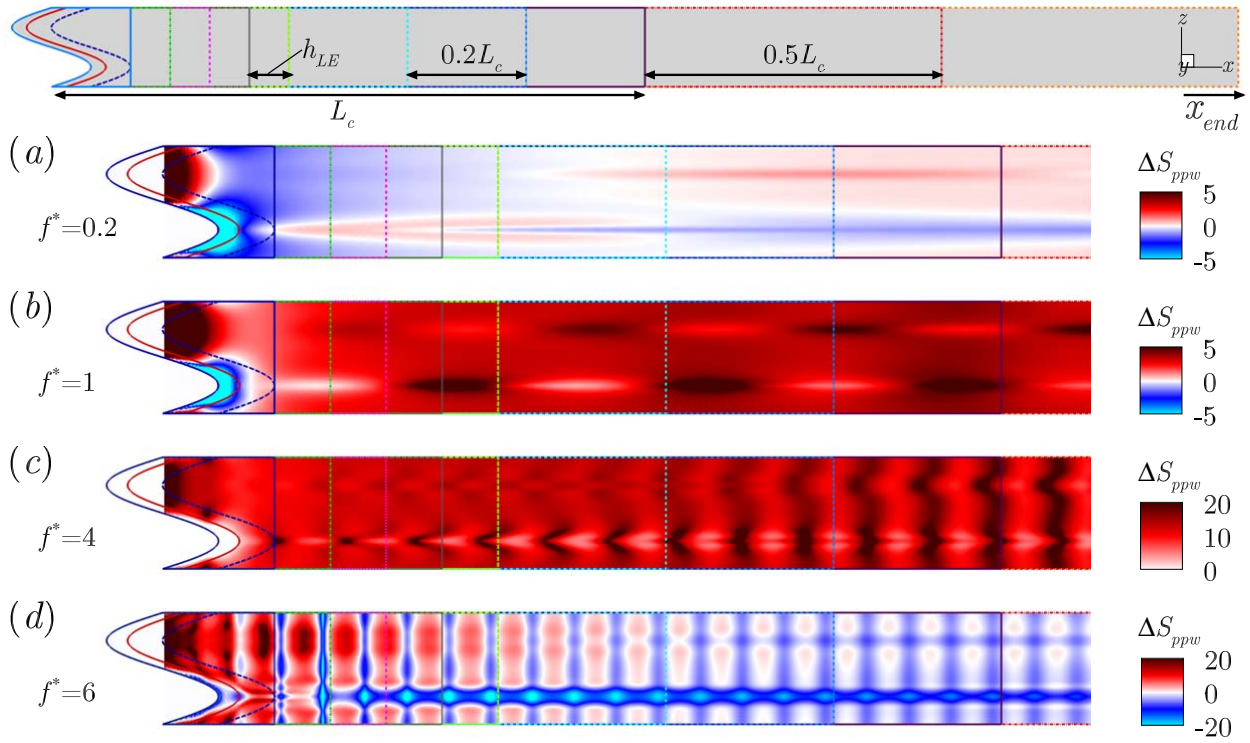 h_LE
0.2L_c
0.5L_c
z
y
x
L_c
x_end
(a)
f*=0.2
ΔS_ppw
5
0
-5
(b)
f*=1
ΔS_ppw
5
0
-5
(c)
f*=4
ΔS_ppw
20
10
0
(d)
f*=6
ΔS_ppw
20
0
-20